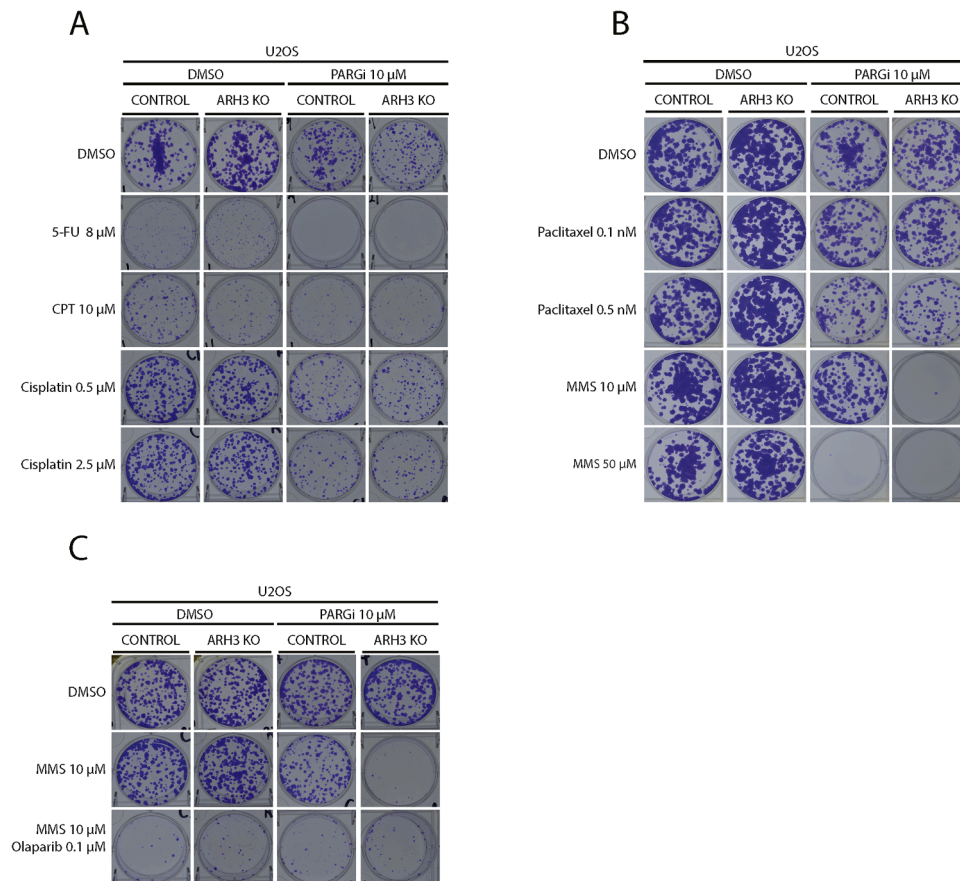 A
U2OS
DMSO PARGi 10 µM
CONTROL ARH3 KO CONTROL ARH3 KO
DMSO
5-FU 8 µM
CPT 10 µM
Cisplatin 0.5 µM
Cisplatin 2.5 µM
B
U2OS
DMSO PARGi 10 µM
CONTROL ARH3 KO CONTROL ARH3 KO
DMSO
Paclitaxel 0.1 nM
Paclitaxel 0.5 nM
MMS 10 µM
MMS 50 µM
C
U2OS
DMSO PARGi 10 µM
CONTROL ARH3 KO CONTROL ARH3 KO
DMSO
MMS 10 µM
MMS 10 µM
Olaparib 0.1 µM